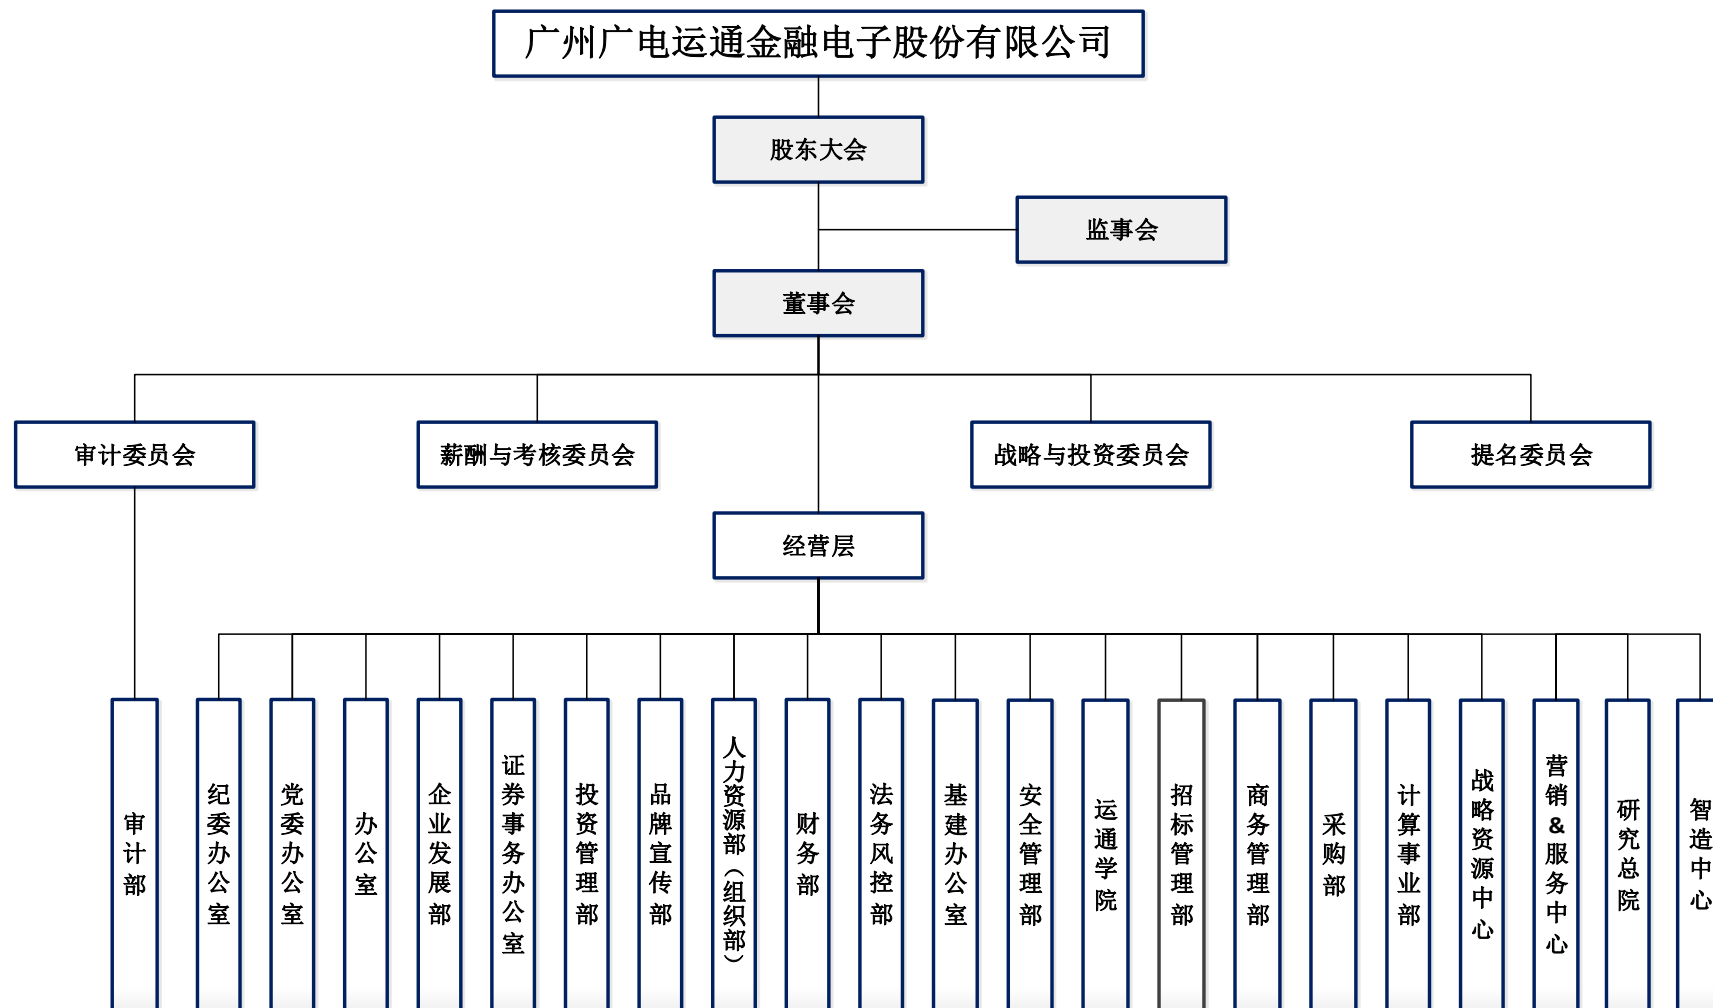 广州广电运通金融电子股份有限公司
股东大会
监事会
董事会
审计委员会
薪酬与考核委员会
战略与投资委员会
提名委员会
经营层
审计部
纪委办公室
党委办公室
办公室
企业发展部
证券事务办公室
投资管理部
品牌宣传部
人力资源部（组织部）
财务部
法务风控部
基建办公室
安全管理部
运通学院
招标管理部
商务管理部
采购部
计算事业部
战略资源中心
营销&服务中心
研究总院
智造中心